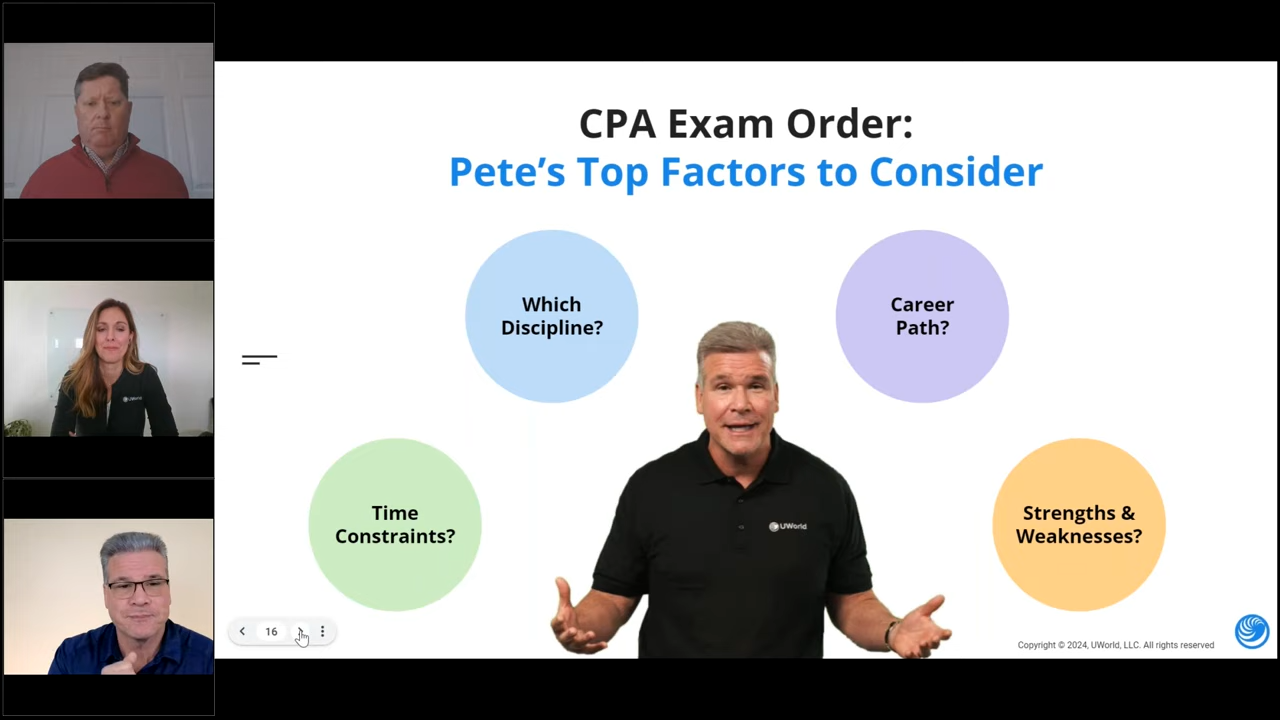 CPA Exam Order:
Pete's Top Factors to Consider
Which
Discipline?
Career
Path?
Time
Constraints?
Strengths &
Weaknesses?
UWorld
UWorld
16
Copyright © 2024, UWorld, LLC. All rights reserved